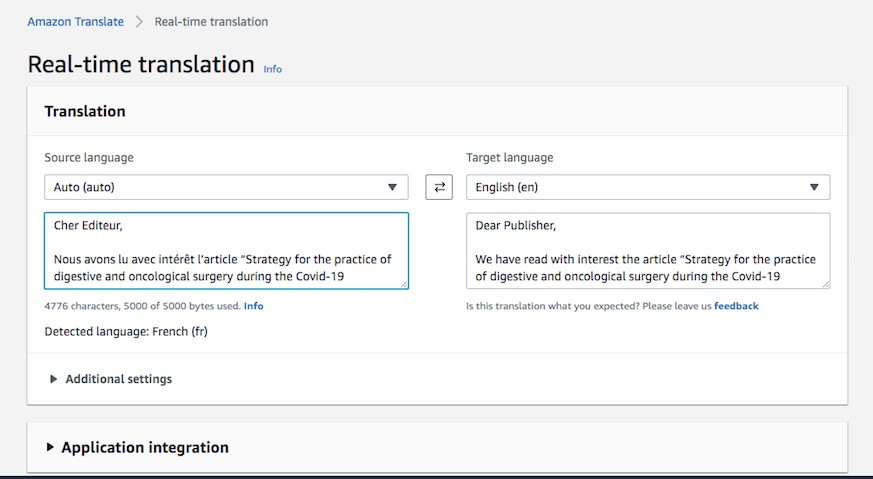 Amazon Translate > Real-time translation
Real-time translation Info
Translation
Source language
Auto (auto)
Target language
English (en)
Cher Editeur,
Nous avons lu avec intérêt l'article “Strategy for the practice of
digestive and oncological surgery during the Covid-19
Dear Publisher,
We have read with interest the article “Strategy for the practice
of digestive and oncological surgery during the Covid-19
4776 characters, 5000 of 5000 bytes used. Info
Is this translation what you expected? Please leave us feedback
Detected language: French (fr)
Additional settings
Application integration